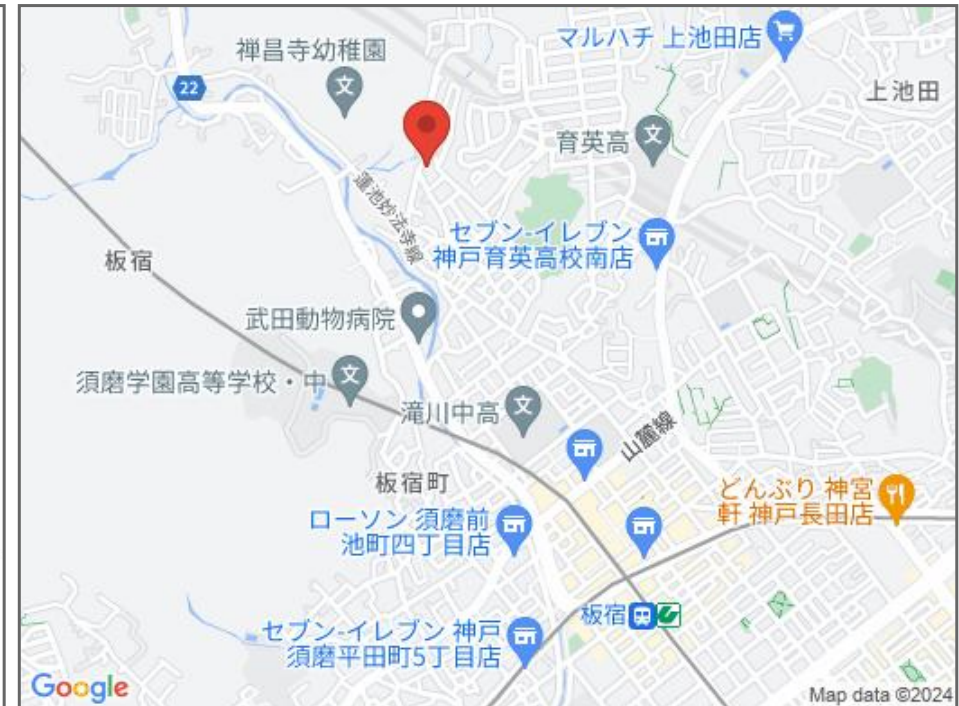 マルハチ 上池田店
禅昌寺幼稚園
文
22
上池田
育英高
文
蓮池妙法寺線
セブン-イレブン
神戸育英高校南店
板宿
武田動物病院
須磨学園高等学校・中
文
滝川中高
文
山麓線
板宿町
どんぶり 神宮
軒 神戸長田店
ローソン 須磨前
池町四丁目店
板宿
セブン-イレブン 神戸
須磨平田町5丁目店
Google
Map data ©2024